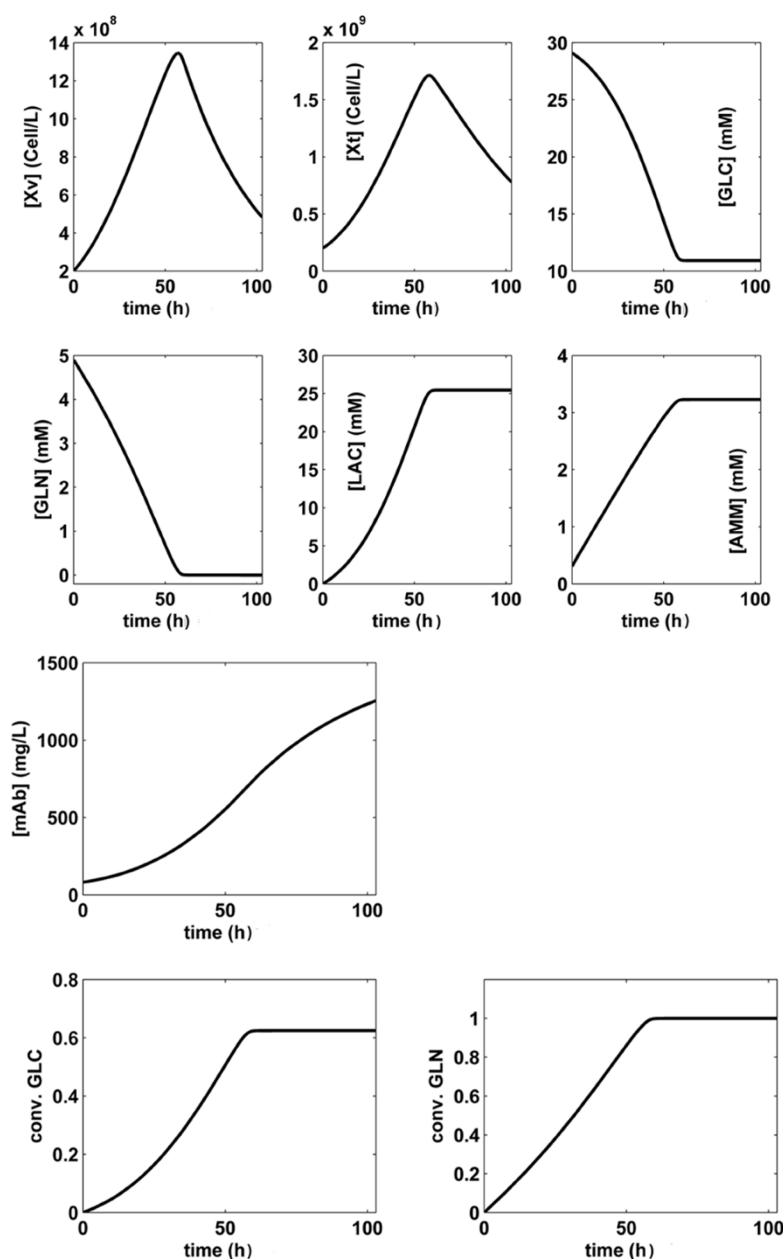 x 10⁸
14
12
10
8
6
4
2
0 50 100
[Xv] (Cell/L)
time (h)
x 10⁹
2
1.5
1
0.5
0
0 50 100
[Xt] (Cell/L)
time (h)
30
25
20
15
10
0 50 100
[GLC] (mM)
time (h)
5
4
3
2
1
0
0 50 100
[GLN] (mM)
time (h)
30
25
20
15
10
5
0
0 50 100
[LAC] (mM)
time (h)
4
3
2
1
0
0 50 100
[AMM] (mM)
time (h)
1500
1000
500
0
0 50 100
[mAb] (mg/L)
time (h)
0.8
0.6
0.4
0.2
0
0 50 100
conv. GLC
time (h)
1
0.8
0.6
0.4
0.2
0
0 50 100
conv. GLN
time (h)